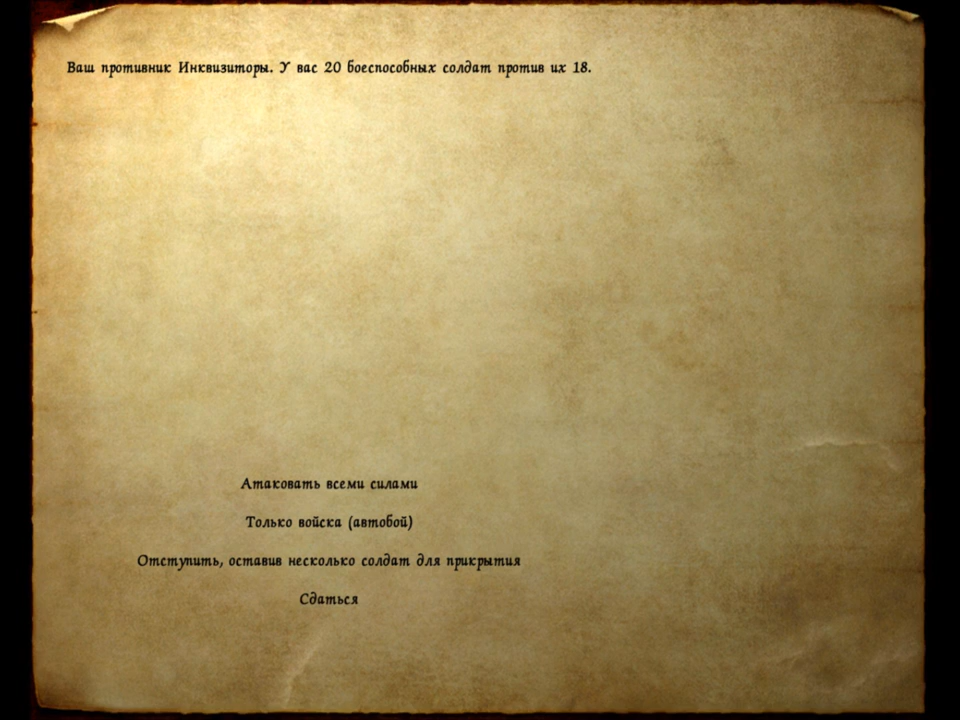 Ваш противник Инквизиторы. У вас 20 боеспособных солдат против их 18.
Атаковать всеми силами
Только войска (автобой)
Отступить, оставив несколько солдат для прикрытия
Сдаться